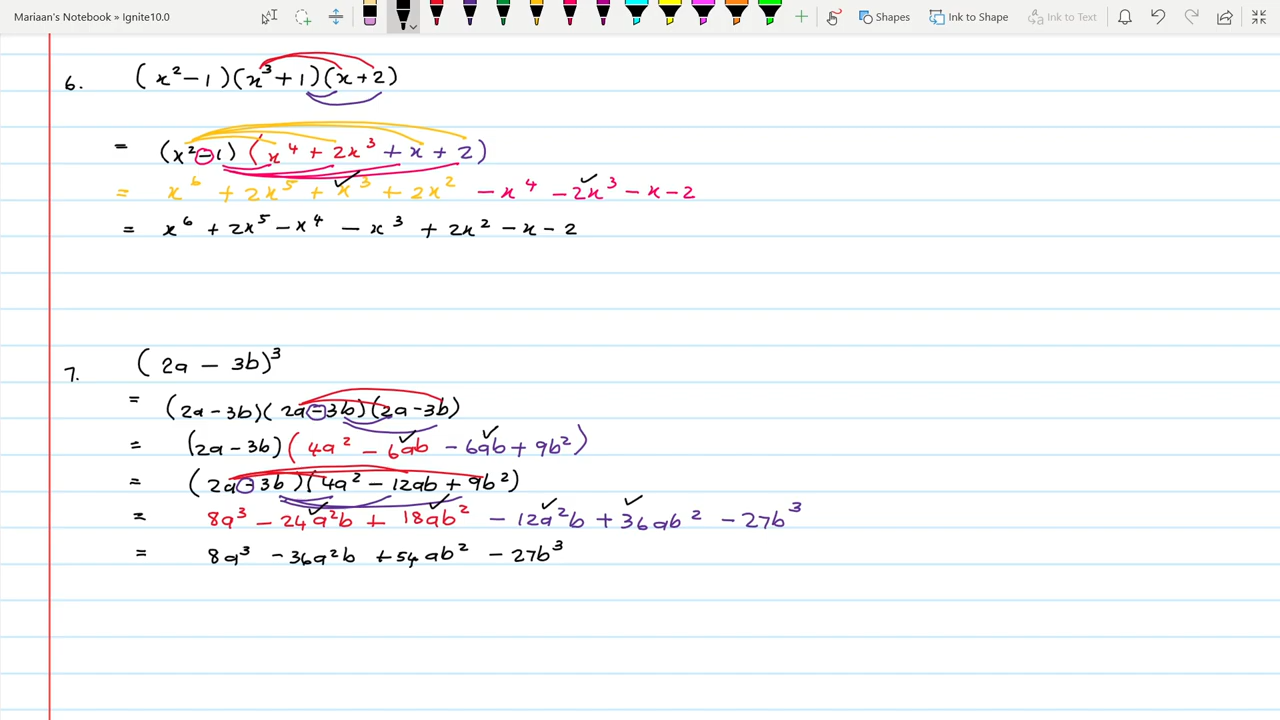 Mariaan's Notebook » Ignite10.0
Shapes
Ink to Shape
Ink to Text
6. (x² − 1)(x³ + 1)(x + 2)
= (x² − 1)(x⁴ + 2x³ + x + 2)
= x⁶ + 2x⁵ + x³ + 2x² − x⁴ − 2x³ − x − 2
= x⁶ + 2x⁵ − x⁴ − x³ + 2x² − x − 2
7. (2a − 3b)³
= (2a − 3b)(2a − 3b)(2a − 3b)
= (2a − 3b)(4a² − 6ab − 6ab + 9b²)
= (2a − 3b)(4a² − 12ab + 9b²)
= 8a³ − 24a²b + 18ab² − 12a²b + 36ab² − 27b³
= 8a³ − 36a²b + 54ab² − 27b³